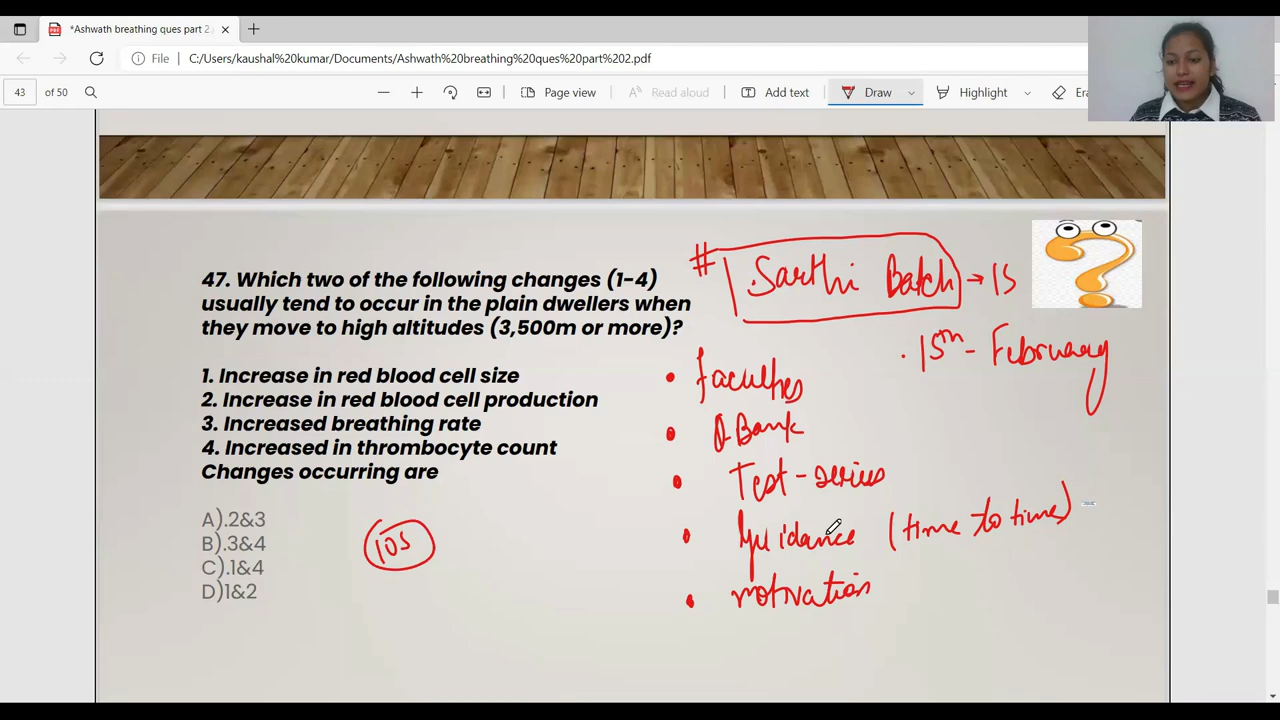 *Ashwath breathing ques part 2.
File C:/Users/kaushal%20kumar/Documents/Ashwath%20breathing%20ques%20part%202.pdf
43 of 50 Page view Read aloud Add text Draw Highlight Era
47. Which two of the following changes (1-4)
usually tend to occur in the plain dwellers when
they move to high altitudes (3,500m or more)?
1. Increase in red blood cell size
2. Increase in red blood cell production
3. Increased breathing rate
4. Increased in thrombocyte count
Changes occurring are
A).2&3
B).3&4
C).1&4
D)1&2
10s
# Sarthi Batch → 15
15th - February
• faculties
• QBank
• Test-series
• Guidance (time to time)
• motivation